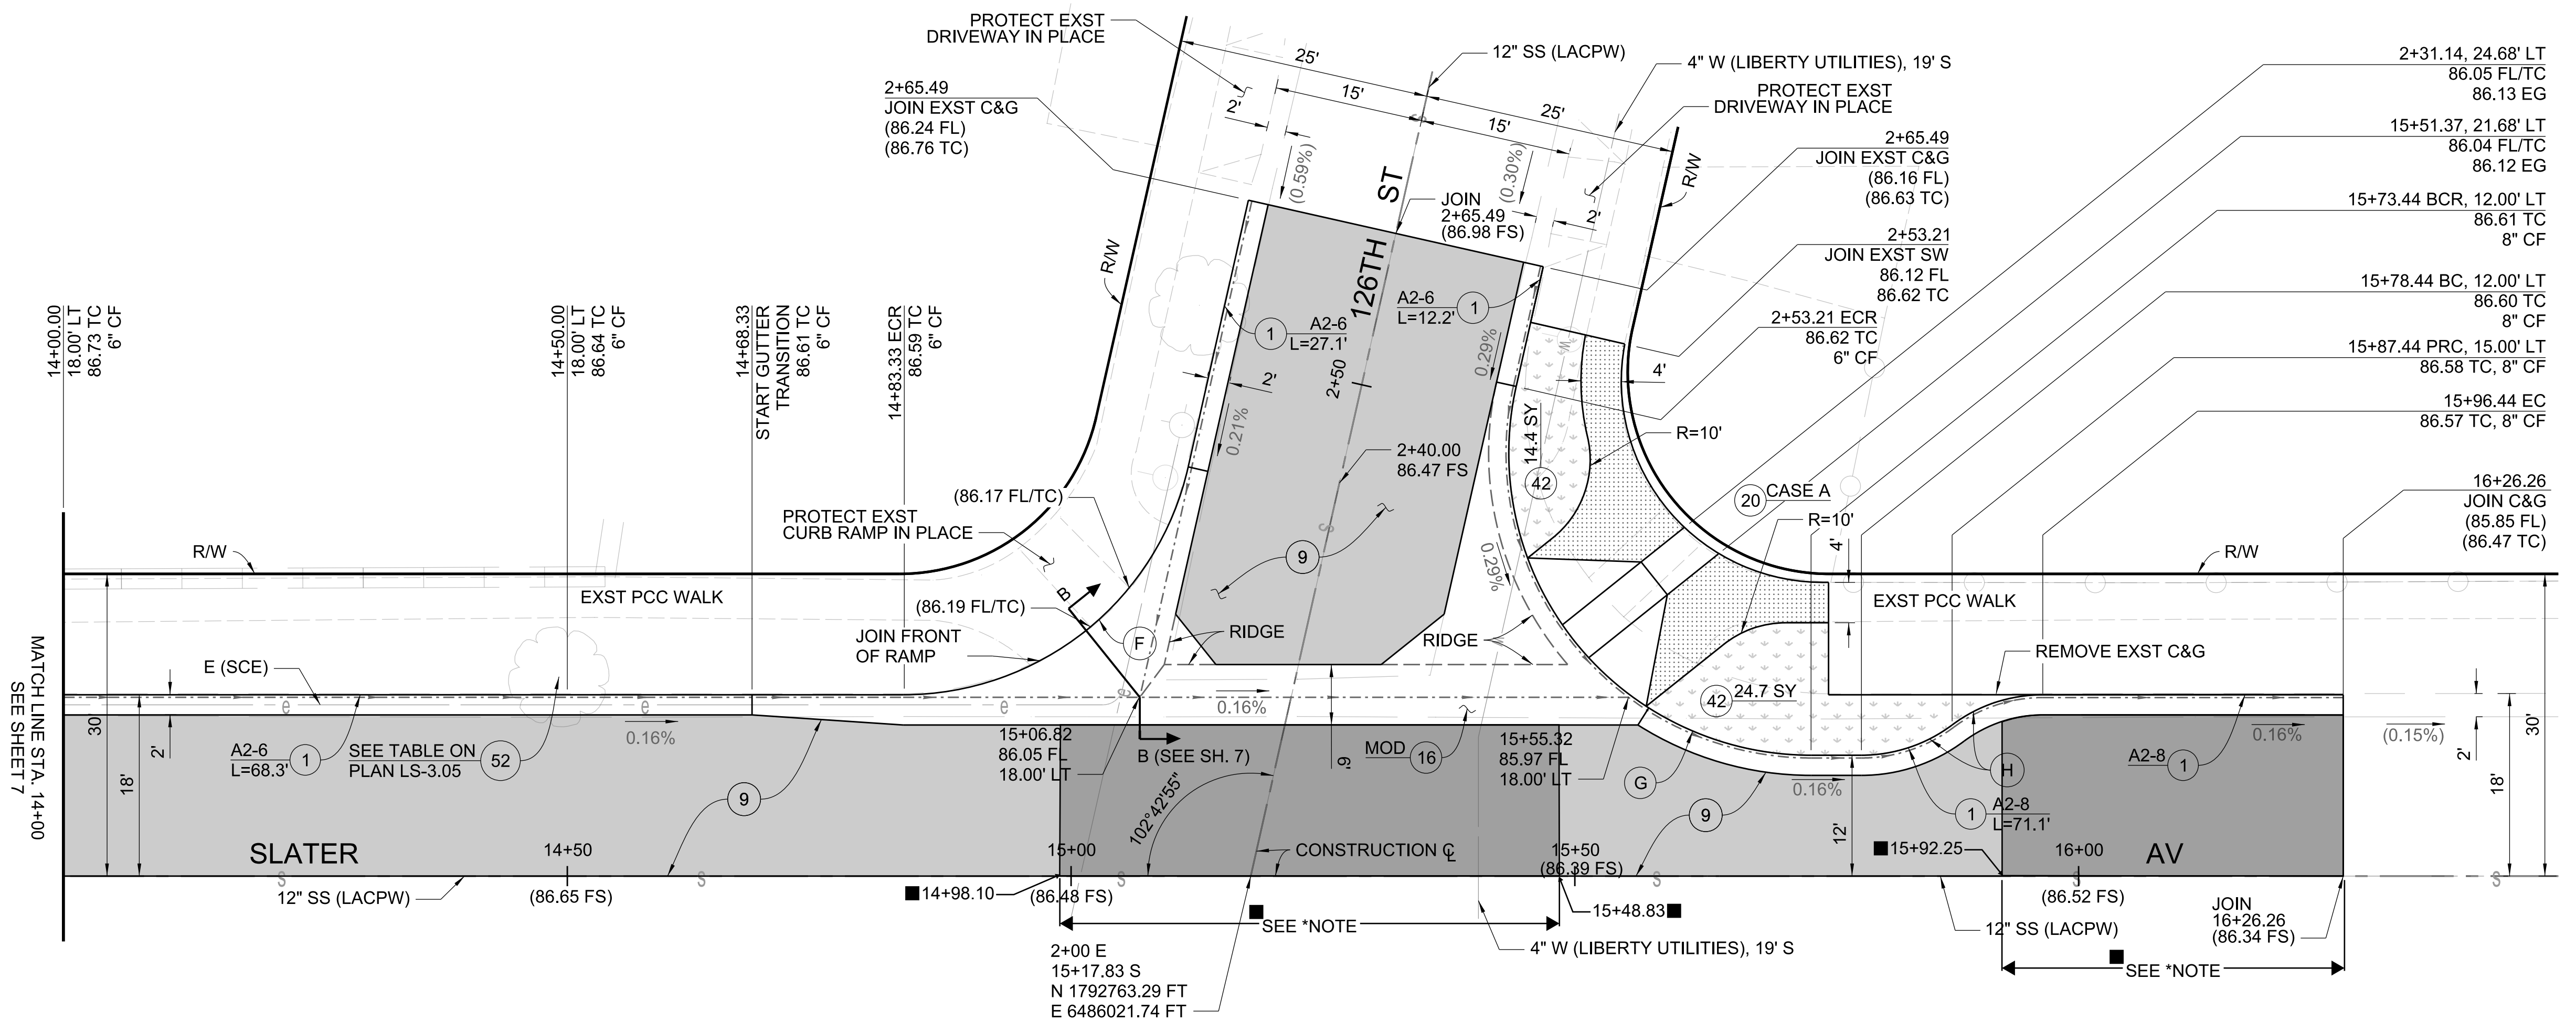 PROTECT EXST
DRIVEWAY IN PLACE
2+65.49
JOIN EXST C&G
(86.24 FL)
(86.76 TC)
25'
15'
2'
(0.59%)
12" SS (LACPW)
4" W (LIBERTY UTILITIES), 19' S
PROTECT EXST
DRIVEWAY IN PLACE
25'
15'
(0.30%)
2'
R/W
R/W
126TH ST
JOIN
2+65.49
(86.98 FS)
2+65.49
JOIN EXST C&G
(86.16 FL)
(86.63 TC)
2+53.21
JOIN EXST SW
86.12 FL
86.62 TC
2+53.21 ECR
86.62 TC
6" CF
2+31.14, 24.68' LT
86.05 FL/TC
86.13 EG
15+51.37, 21.68' LT
86.04 FL/TC
86.12 EG
15+73.44 BCR, 12.00' LT
86.61 TC
8" CF
15+78.44 BC, 12.00' LT
86.60 TC
8" CF
15+87.44 PRC, 15.00' LT
86.58 TC, 8" CF
15+96.44 EC
86.57 TC, 8" CF
16+26.26
JOIN C&G
(85.85 FL)
(86.47 TC)
14+00.00
18.00' LT
86.73 TC
6" CF
14+50.00
18.00' LT
86.64 TC
6" CF
14+68.33
START GUTTER
TRANSITION
86.61 TC
6" CF
14+83.33 ECR
86.59 TC
6" CF
1
A2-6
L=27.1'
A2-6
L=12.2'
1
2+50
2'
0.21%
0.29%
4'
R=10'
14.4 SY
42
2+40.00
86.47 FS
9
0.29%
20
CASE A
R=10'
4'
(86.17 FL/TC)
PROTECT EXST
CURB RAMP IN PLACE
(86.19 FL/TC)
B
F
RIDGE
RIDGE
JOIN FRONT
OF RAMP
R/W
EXST PCC WALK
E (SCE)
R/W
EXST PCC WALK
REMOVE EXST C&G
42
24.7 SY
e
e
e
e
0.16%
0.16%
MATCH LINE STA. 14+00
SEE SHEET 7
30'
18'
2'
A2-6
L=68.3'
1
SEE TABLE ON
PLAN LS-3.05
52
9
15+06.82
86.05 FL
18.00' LT
B (SEE SH. 7)
102°42'55"
MOD
16
6'
15+55.32
85.97 FL
18.00' LT
G
9
0.16%
12'
H
1
A2-8
L=71.1'
A2-8
1
0.16%
(0.15%)
2'
18'
30'
SLATER AV
14+50
(86.65 FS)
12" SS (LACPW)
15+00
(86.48 FS)
14+98.10
CONSTRUCTION CL
15+50
(86.39 FS)
15+48.83
15+92.25
16+00
(86.52 FS)
12" SS (LACPW)
JOIN
16+26.26
(86.34 FS)
SEE *NOTE
SEE *NOTE
4" W (LIBERTY UTILITIES), 19' S
2+00 E
15+17.83 S
N 1792763.29 FT
E 6486021.74 FT